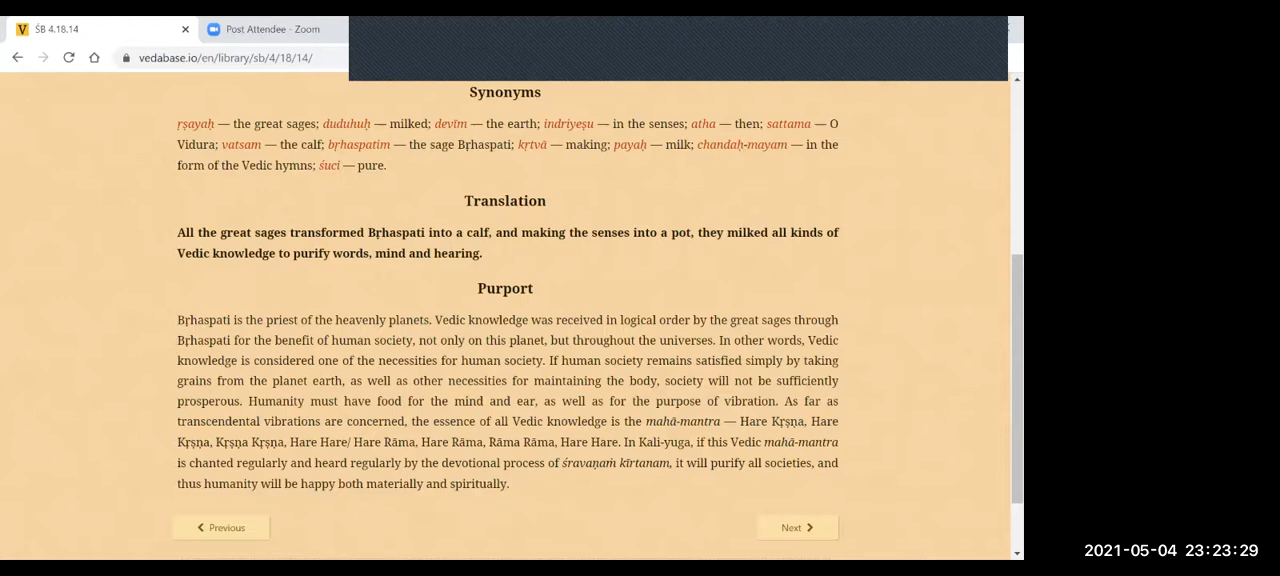 ŚB 4.18.14
Post Attendee - Zoom
vedabase.io/en/library/sb/4/18/14/
Synonyms
ṛṣayaḥ — the great sages; duduhuḥ — milked; devīm — the earth; indriyeṣu — in the senses; atha — then; sattama — O
Vidura; vatsam — the calf; bṛhaspatim — the sage Bṛhaspati; kṛtvā — making; payaḥ — milk; chandaḥ-mayam — in the
form of the Vedic hymns; śuci — pure.
Translation
All the great sages transformed Bṛhaspati into a calf, and making the senses into a pot, they milked all kinds of
Vedic knowledge to purify words, mind and hearing.
Purport
Bṛhaspati is the priest of the heavenly planets. Vedic knowledge was received in logical order by the great sages through
Bṛhaspati for the benefit of human society, not only on this planet, but throughout the universes. In other words, Vedic
knowledge is considered one of the necessities for human society. If human society remains satisfied simply by taking
grains from the planet earth, as well as other necessities for maintaining the body, society will not be sufficiently
prosperous. Humanity must have food for the mind and ear, as well as for the purpose of vibration. As far as
transcendental vibrations are concerned, the essence of all Vedic knowledge is the mahā-mantra — Hare Kṛṣṇa, Hare
Kṛṣṇa, Kṛṣṇa Kṛṣṇa, Hare Hare/ Hare Rāma, Hare Rāma, Rāma Rāma, Hare Hare. In Kali-yuga, if this Vedic mahā-mantra
is chanted regularly and heard regularly by the devotional process of śravaṇaṁ kīrtanam, it will purify all societies, and
thus humanity will be happy both materially and spiritually.
Previous
Next
2021-05-04 23:23:29